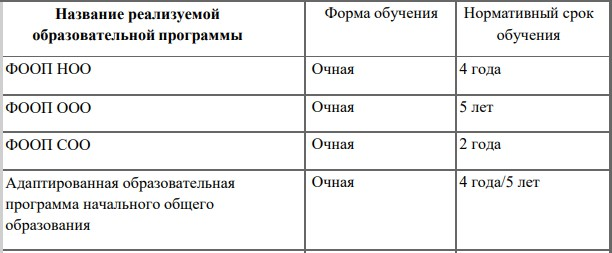 Название реализуемой образовательной программы
Форма обучения
Нормативный срок обучения
ФООП НОО
Очная
4 года
ФООП ООО
Очная
5 лет
ФООП СОО
Очная
2 года
Адаптированная образовательная
программа начального общего
образования
Очная
4 года/5 лет